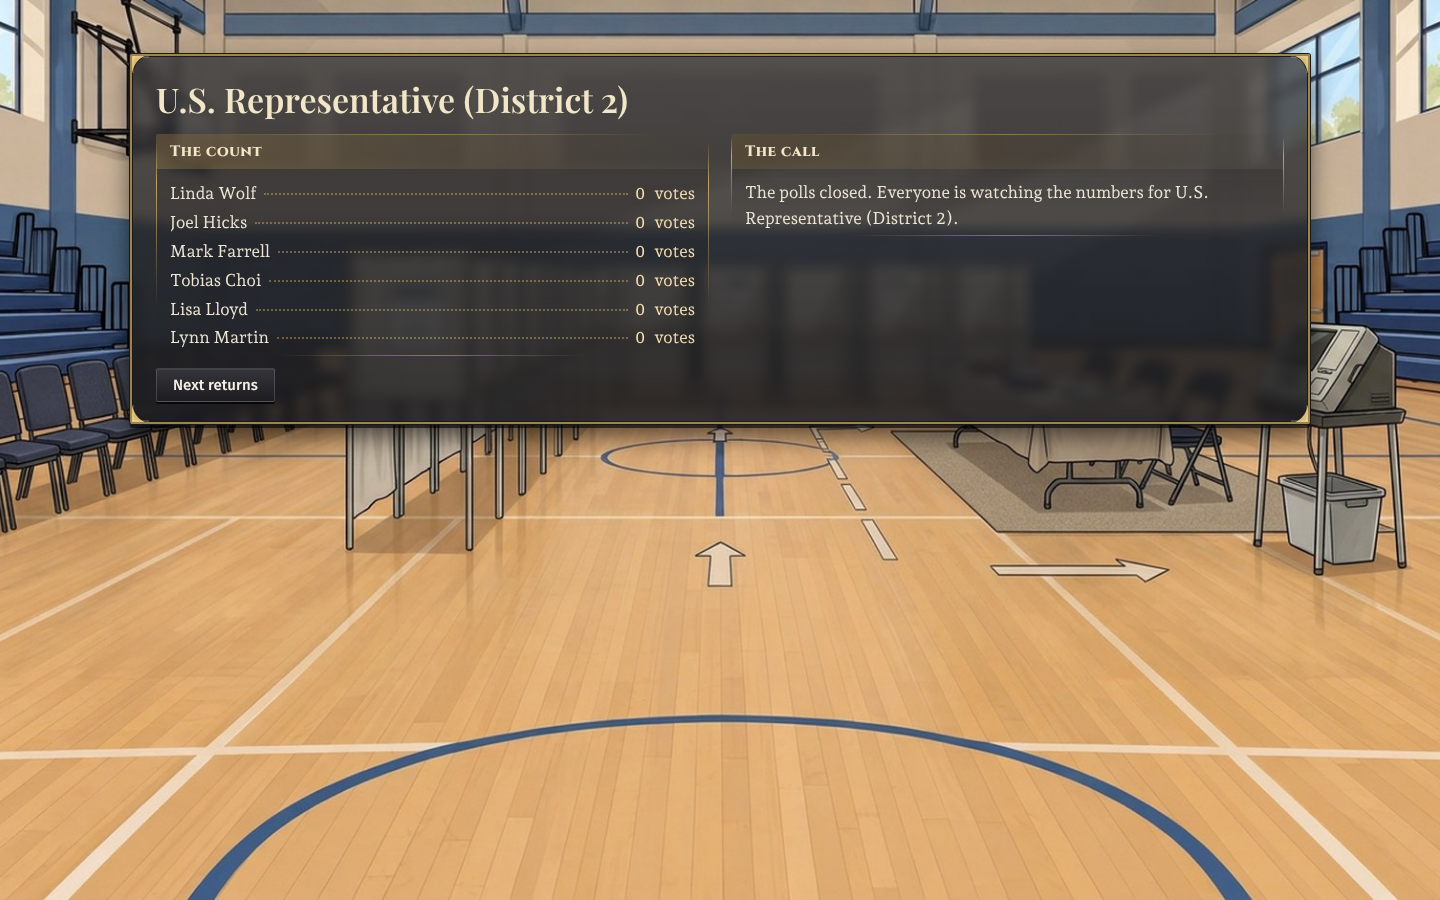 U.S. Representative (District 2)
The count
Linda Wolf 0 votes
Joel Hicks 0 votes
Mark Farrell 0 votes
Tobias Choi 0 votes
Lisa Lloyd 0 votes
Lynn Martin 0 votes
Next returns
The call
The polls closed. Everyone is watching the numbers for U.S.
Representative (District 2).